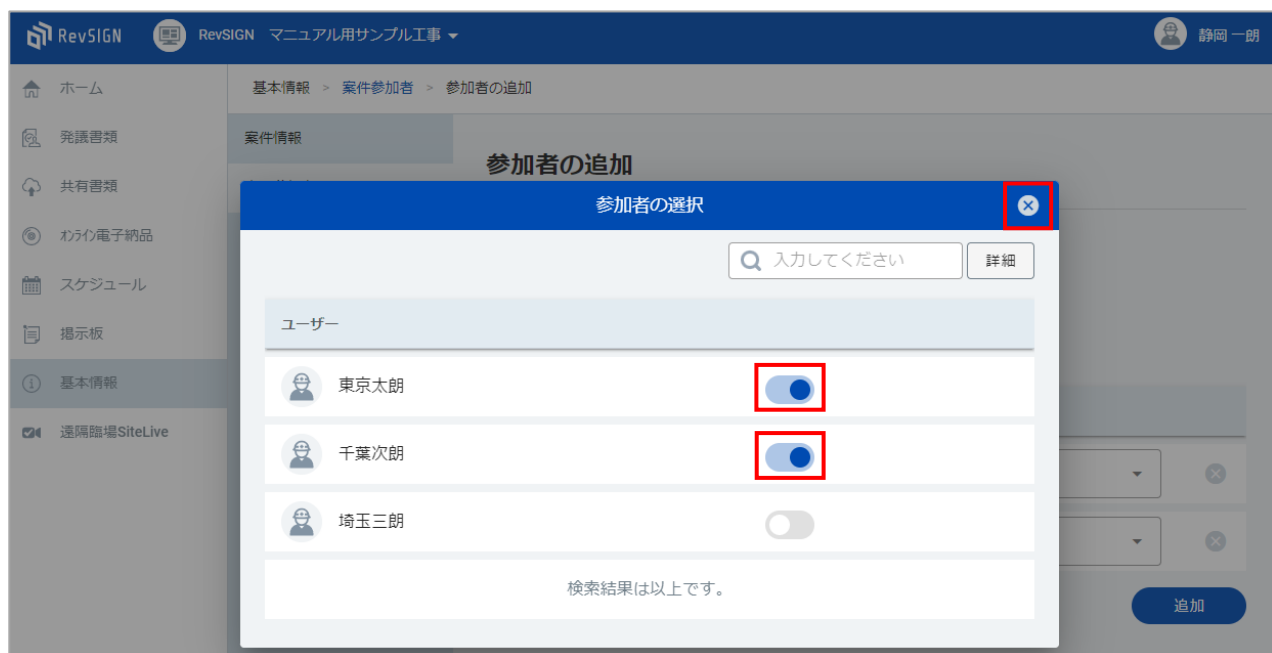 RevSIGN RevSIGN マニュアル用サンプル工事 静岡 一朗
ホーム
発議書類
共有書類
オンライン電子納品
スケジュール
掲示板
基本情報
遠隔臨場SiteLive
基本情報 > 案件参加者 > 参加者の追加
案件情報
参加者の追加
参加者の選択
入力してください 詳細
ユーザー
東京太朗
千葉次朗
埼玉三朗
検索結果は以上です。
追加